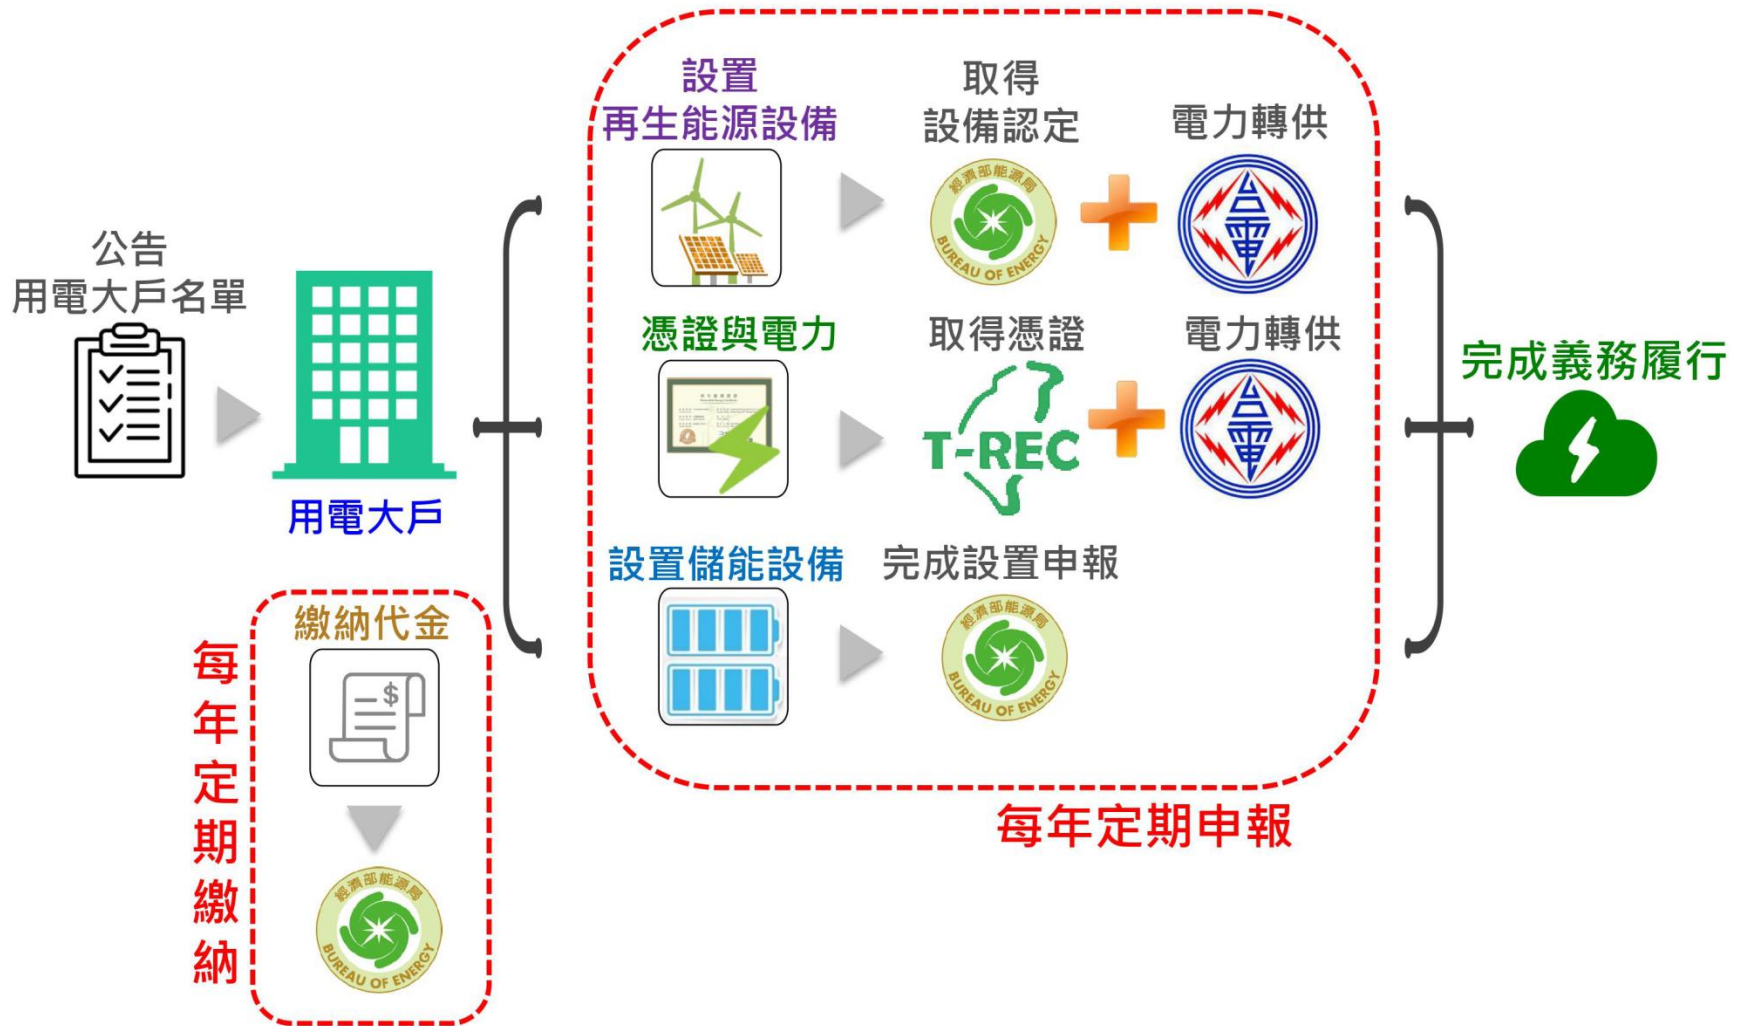 公告
用電大戶名單
用電大戶
繳納代金
$
經濟部能源局
BUREAU OF ENERGY
每年定期繳納
設置
再生能源設備
取得
設備認定
經濟部能源局
BUREAU OF ENERGY
電力轉供
台電
憑證與電力
取得憑證
T-REC
電力轉供
台電
設置儲能設備
完成設置申報
經濟部能源局
BUREAU OF ENERGY
每年定期申報
完成義務履行